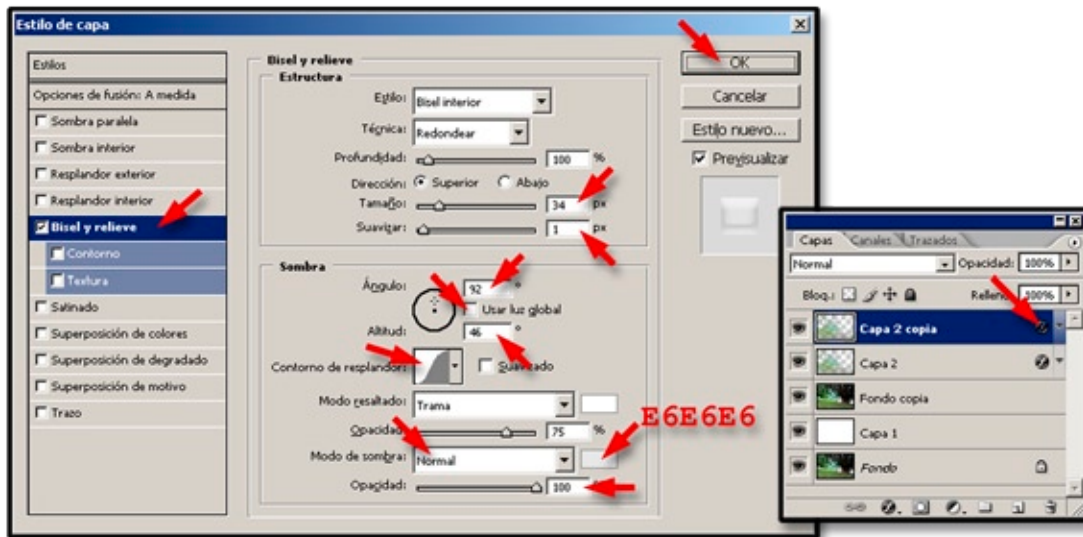 Estilo de capa
Estilos
Opciones de fusión: A medida
Sombra paralela
Sombra interior
Resplandor exterior
Resplandor interior
Bisel y relieve
Contorno
Textura
Satinado
Superposición de colores
Superposición de degradado
Superposición de motivo
Trazo
Bisel y relieve
Estructura
Estilo: Bisel interior
Técnica: Redondear
Profundidad: 100 %
Dirección: Superior Abajo
Tamaño: 34 px
Suavizar: 1 px
Sombra
Ángulo: 92 °
Usar luz global
Altitud: 46 °
Contorno de resplandor: Suavizado
Modo resaltado: Trama
Opacidad: 75 %
Modo de sombra: Normal
Opacidad: 100
E6E6E6
OK
Cancelar
Estilo nuevo...
Previsualizar
Capas Canales Trazados
Normal Opacidad: 100%
Bloq.: Relleno: 100%
Capa 2 copia
Capa 2
Fondo copia
Capa 1
Fondo